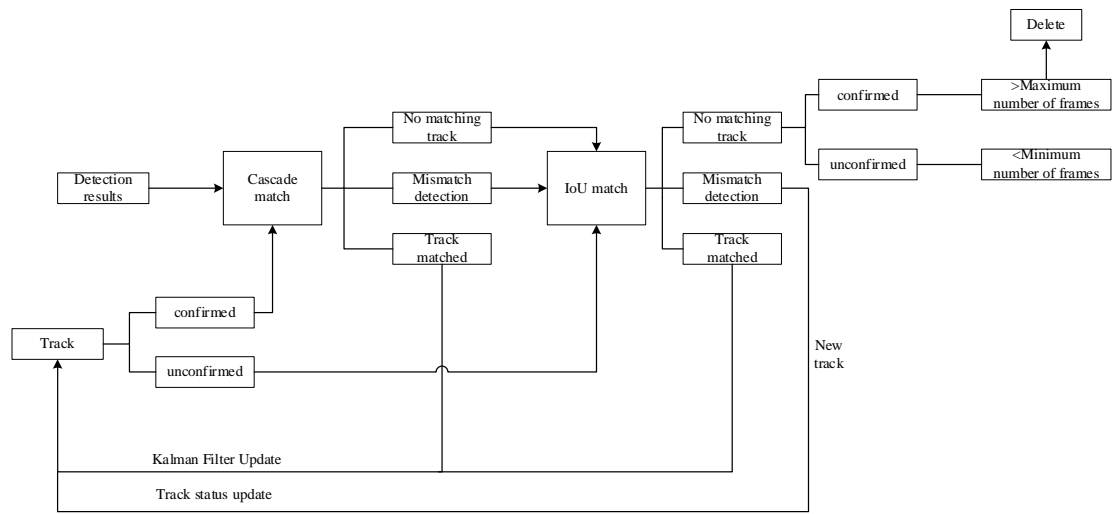 Delete
confirmed
>Maximum
number of frames
No matching
track
No matching
track
unconfirmed
<Minimum
number of frames
Detection
results
Cascade
match
Mismatch
detection
IoU match
Mismatch
detection
Track
matched
Track
matched
confirmed
Track
unconfirmed
New
track
Kalman Filter Update
Track status update